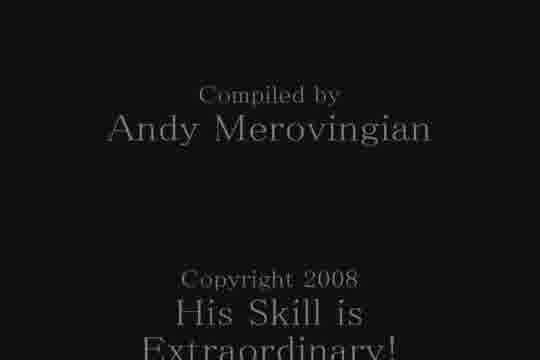 Compiled by
Andy Merovingian
Copyright 2008
His Skill is
Extraordinary!